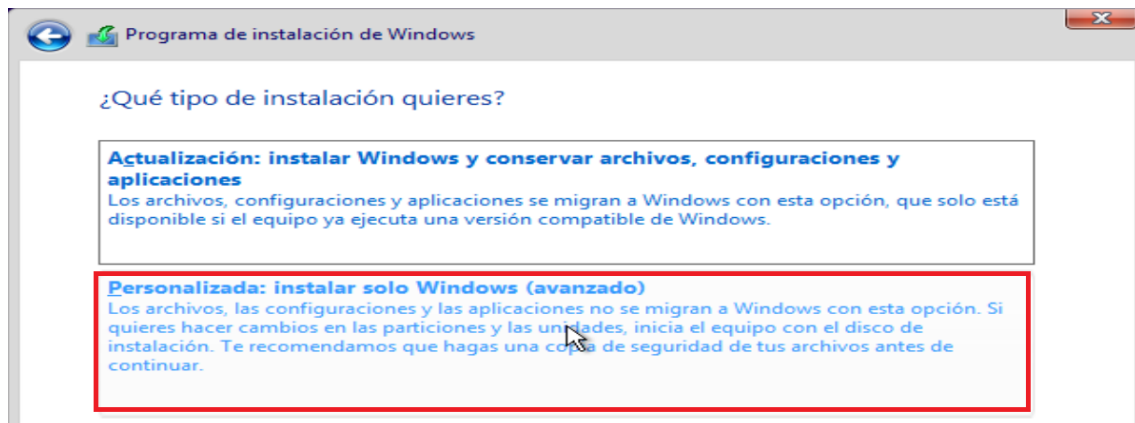 Programa de instalación de Windows
¿Qué tipo de instalación quieres?
Actualización: instalar Windows y conservar archivos, configuraciones y
aplicaciones
Los archivos, configuraciones y aplicaciones se migran a Windows con esta opción, que solo está
disponible si el equipo ya ejecuta una versión compatible de Windows.
Personalizada: instalar solo Windows (avanzado)
Los archivos, las configuraciones y las aplicaciones no se migran a Windows con esta opción. Si
quieres hacer cambios en las particiones y las unidades, inicia el equipo con el disco de
instalación. Te recomendamos que hagas una copia de seguridad de tus archivos antes de
continuar.